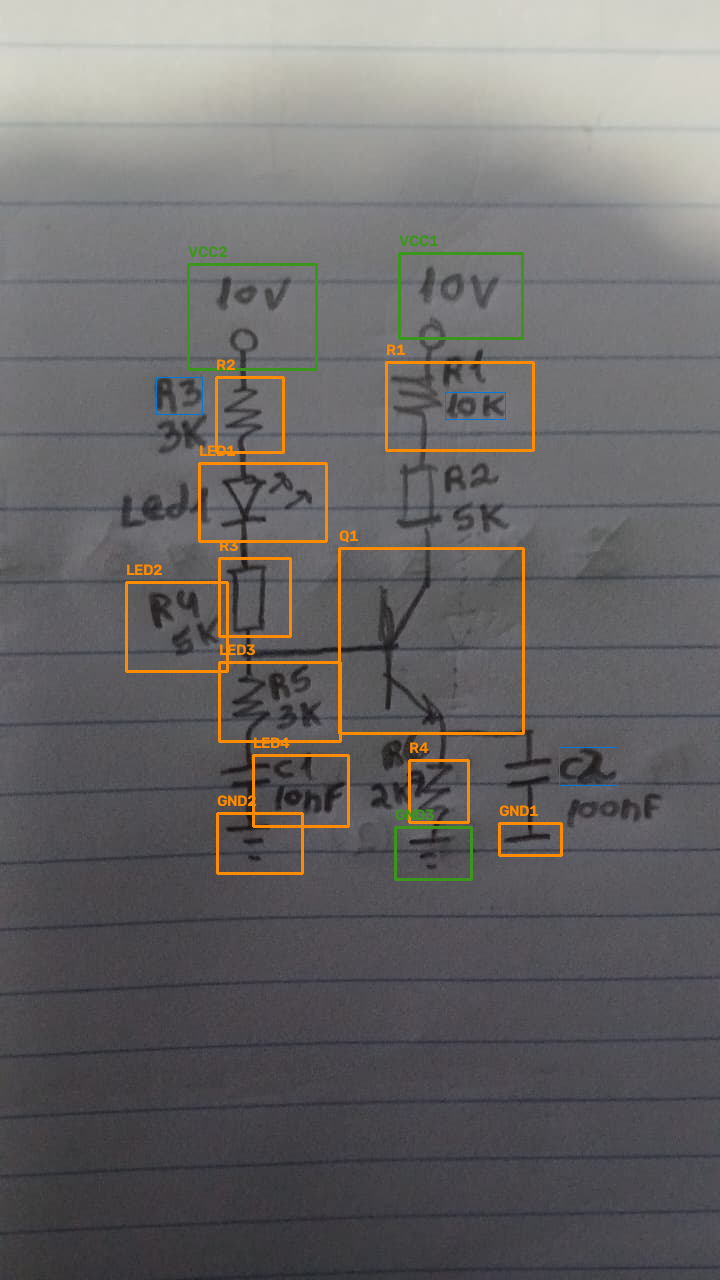 VCC2
10V
VCC1
10V
R2
R3
3K
R1
R1
10K
LED1
Led1
R2
5K
R3
Q1
LED2
R4
5K
LED3
R5
3K
LED4
C1
10nF
R4
2K
C2
100nF
GND2
GND3
GND1